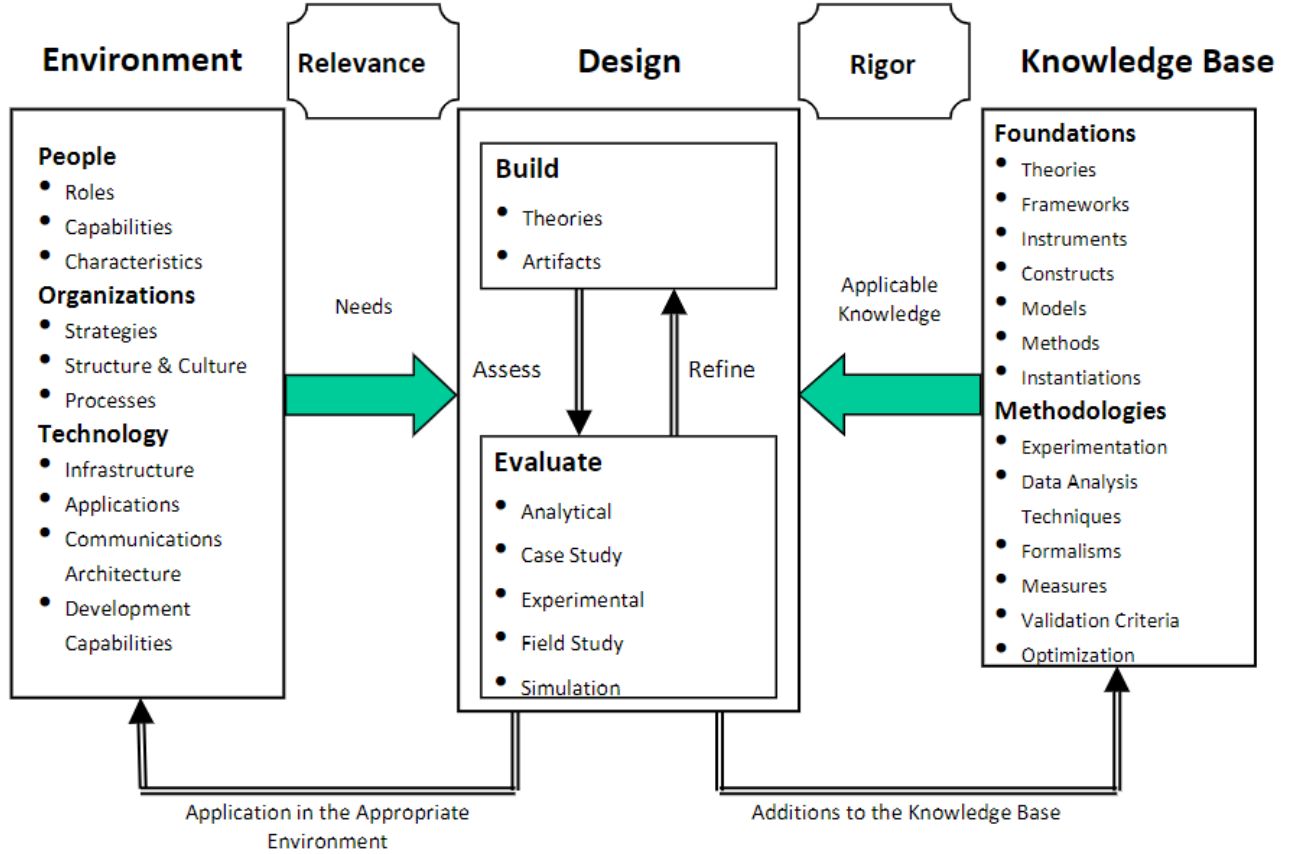 Environment
Relevance
Design
Rigor
Knowledge Base
People
Roles
Capabilities
Characteristics
Organizations
Strategies
Structure & Culture
Processes
Technology
Infrastructure
Applications
Communications
Architecture
Development
Capabilities
Needs
Build
Theories
Artifacts
Assess
Refine
Evaluate
Analytical
Case Study
Experimental
Field Study
Simulation
Applicable
Knowledge
Foundations
Theories
Frameworks
Instruments
Constructs
Models
Methods
Instantiations
Methodologies
Experimentation
Data Analysis
Techniques
Formalisms
Measures
Validation Criteria
Optimization
Application in the Appropriate
Environment
Additions to the Knowledge Base